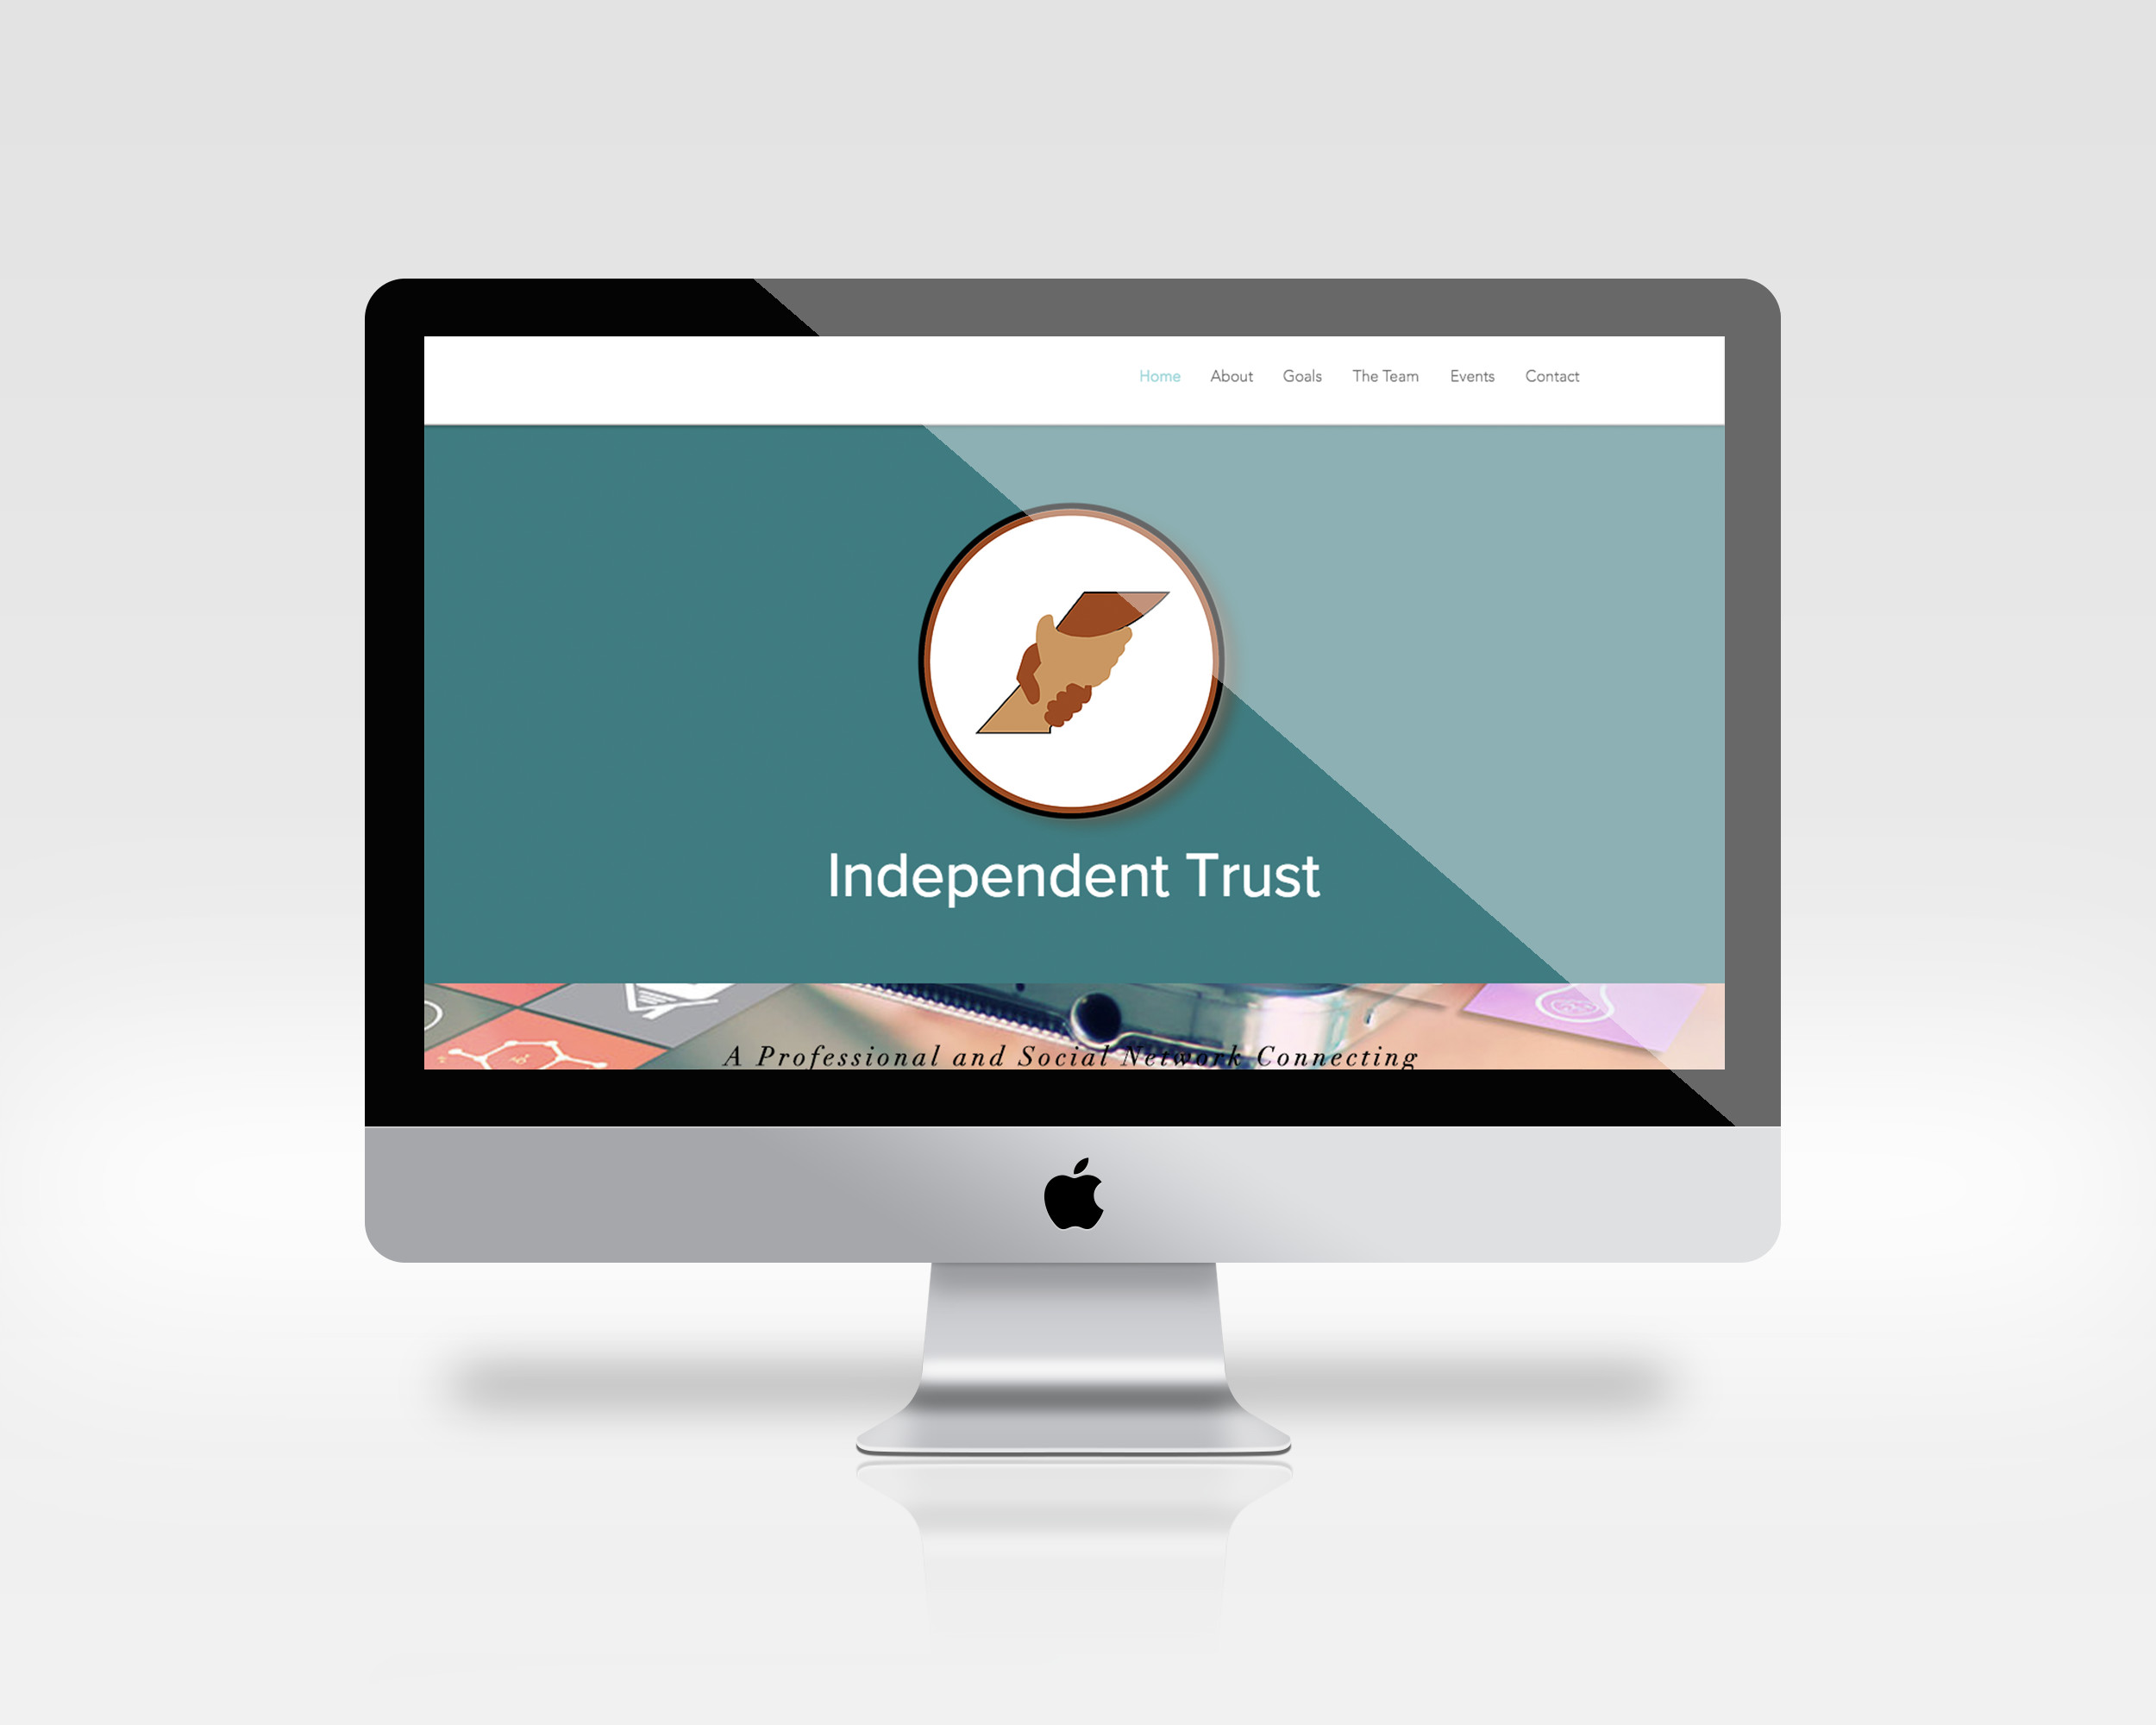 Home About Goals The Team Events Contact
Independent Trust
A Professional and Social Network Connecting